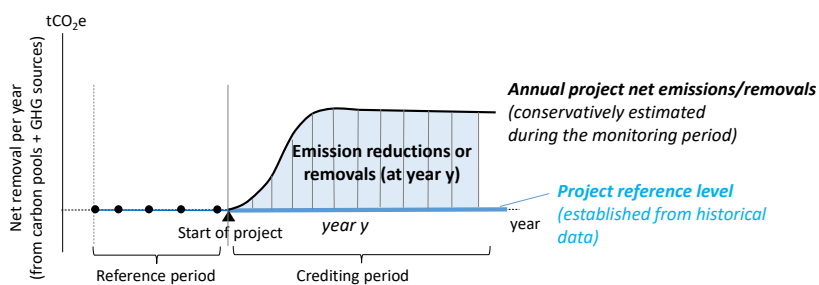 tCO2e
Net removal per year
(from carbon pools + GHG sources)
Annual project net emissions/removals
(conservatively estimated
during the monitoring period)
Emission reductions or
removals (at year y)
Project reference level
(established from historical
data)
Start of project
year y
year
Reference period
Crediting period